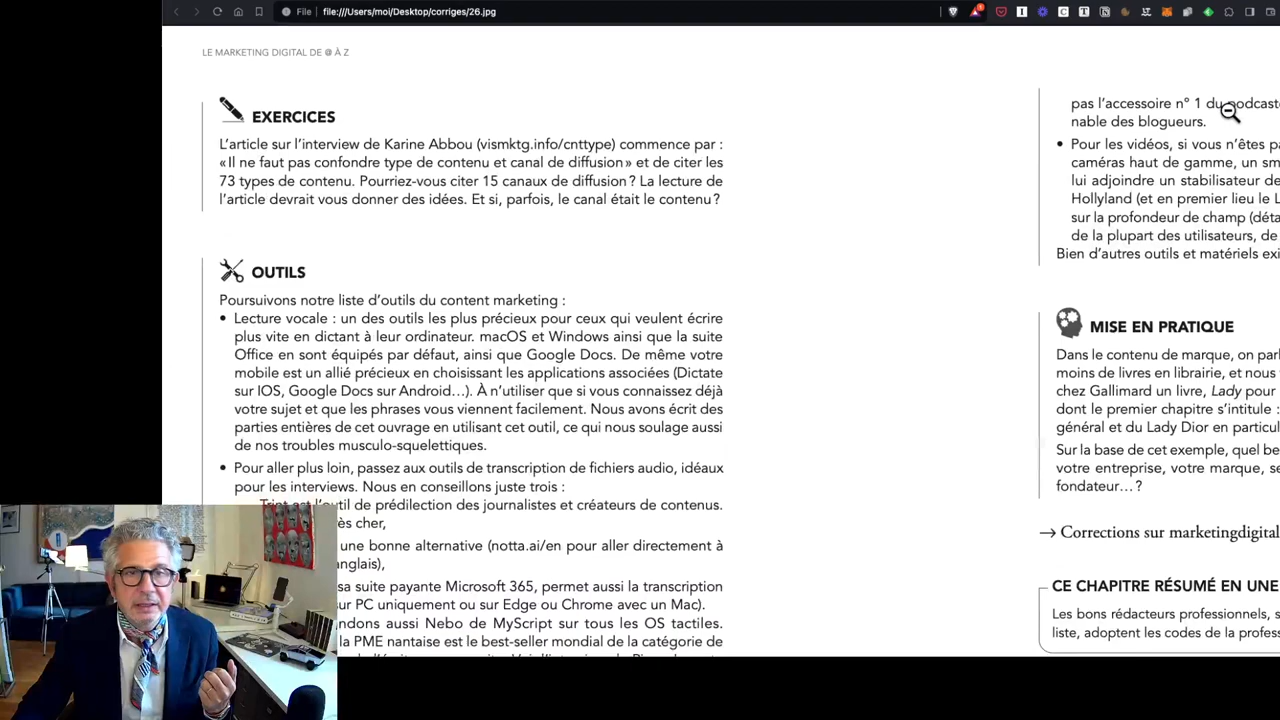 File file:///Users/moi/Desktop/corriges/26.jpg
LE MARKETING DIGITAL DE @ À Z
EXERCICES
L'article sur l'interview de Karine Abbou (vismktg.info/cnttype) commence par :
«Il ne faut pas confondre type de contenu et canal de diffusion» et de citer les
73 types de contenu. Pourriez-vous citer 15 canaux de diffusion? La lecture de
l'article devrait vous donner des idées. Et si, parfois, le canal était le contenu?
OUTILS
Poursuivons notre liste d'outils du content marketing :
• Lecture vocale : un des outils les plus précieux pour ceux qui veulent écrire
plus vite en dictant à leur ordinateur. macOS et Windows ainsi que la suite
Office en sont équipés par défaut, ainsi que Google Docs. De même votre
mobile est un allié précieux en choisissant les applications associées (Dictate
sur IOS, Google Docs sur Android…). À n'utiliser que si vous connaissez déjà
votre sujet et que les phrases vous viennent facilement. Nous avons écrit des
parties entières de cet ouvrage en utilisant cet outil, ce qui nous soulage aussi
de nos troubles musculo-squelettiques.
• Pour aller plus loin, passez aux outils de transcription de fichiers audio, idéaux
pour les interviews. Nous en conseillons juste trois :
l'outil de prédilection des journalistes et créateurs de contenus.
cher,
une bonne alternative (notta.ai/en pour aller directement à
sa suite payante Microsoft 365, permet aussi la transcription
sur PC uniquement ou sur Edge ou Chrome avec un Mac).
aussi Nebo de MyScript sur tous les OS tactiles.
la PME nantaise est le best-seller mondial de la catégorie de
pas l'accessoire n° 1 du podcaste
nable des blogueurs.
• Pour les vidéos, si vous n'êtes pa
caméras haut de gamme, un sm
lui adjoindre un stabilisateur de
Hollyland (et en premier lieu le L
sur la profondeur de champ (déta
de la plupart des utilisateurs, de
Bien d'autres outils et matériels exi
MISE EN PRATIQUE
Dans le contenu de marque, on parl
moins de livres en librairie, et nous
chez Gallimard un livre, Lady pour
dont le premier chapitre s'intitule :
général et du Lady Dior en particul
Sur la base de cet exemple, quel be
votre entreprise, votre marque, se
fondateur…?
→ Corrections sur marketingdigital
CE CHAPITRE RÉSUMÉ EN UNE
Les bons rédacteurs professionnels, s
liste, adoptent les codes de la profes